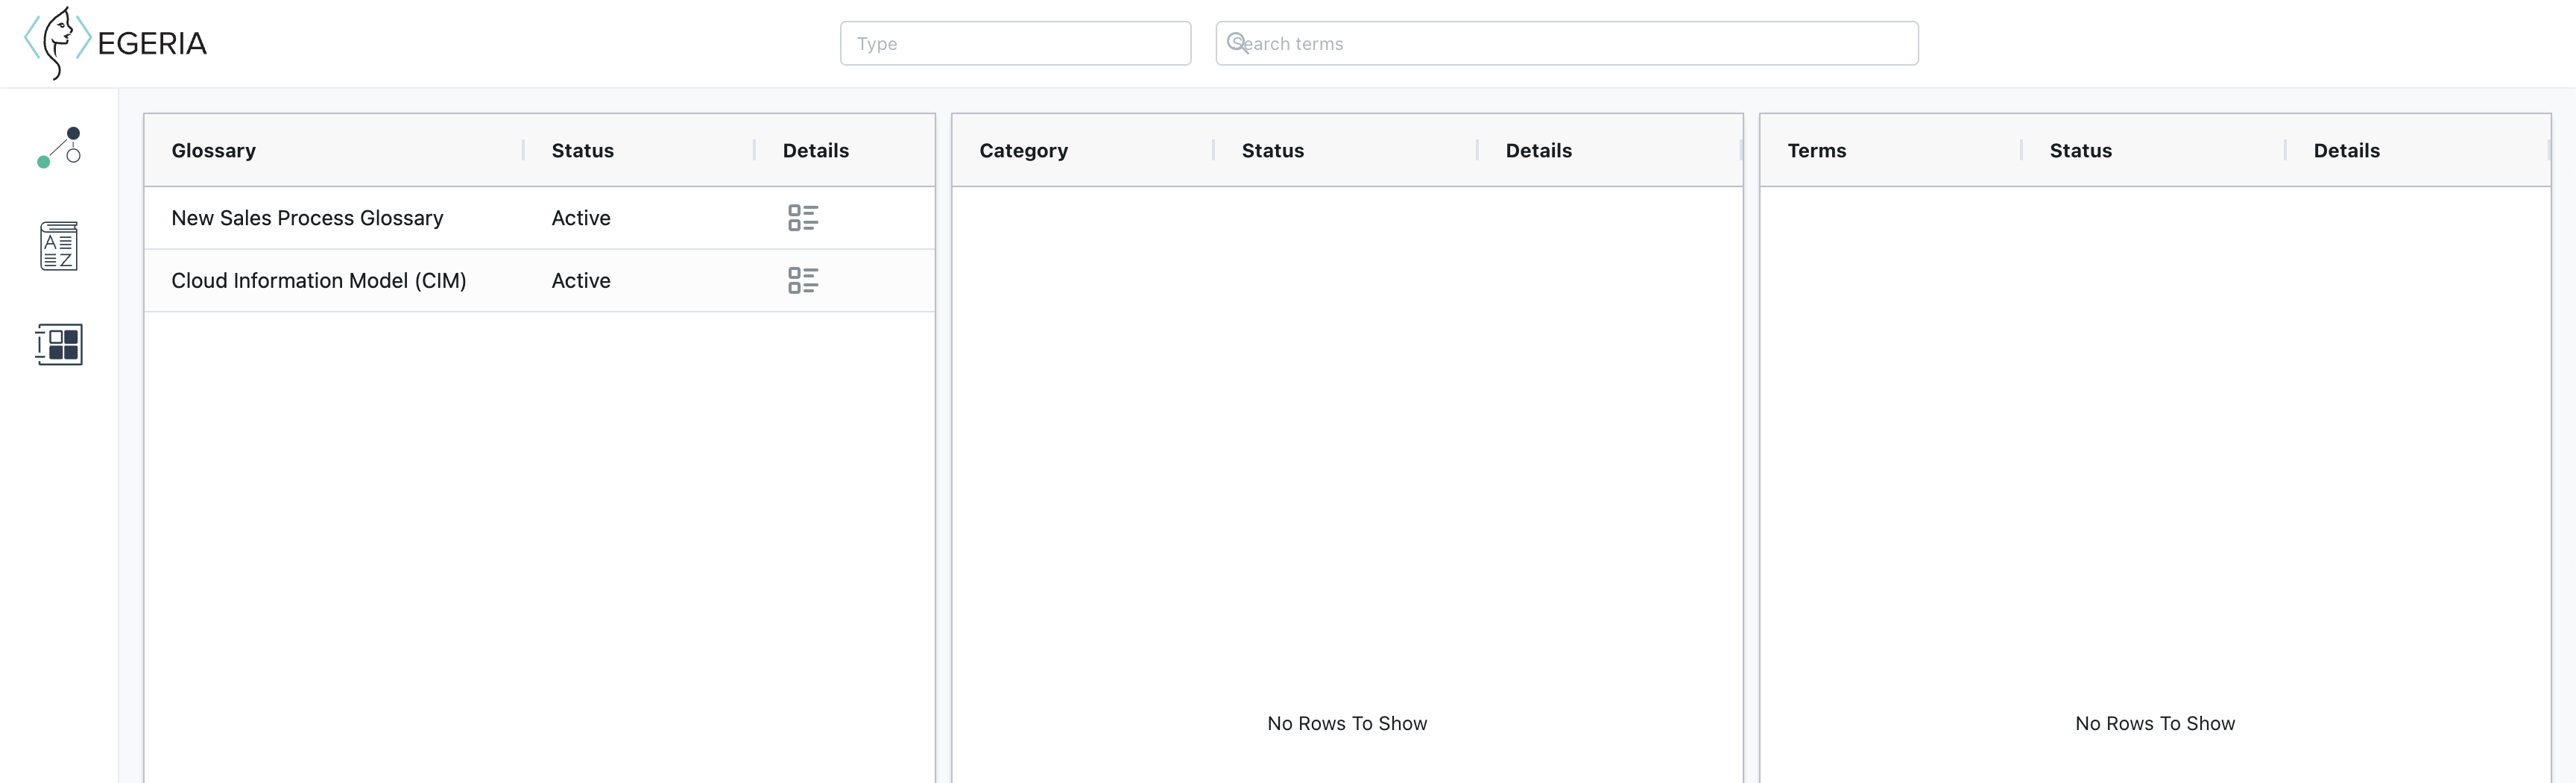 EGERIA
Type
Search terms
Glossary Status Details
New Sales Process Glossary Active
Cloud Information Model (CIM) Active
Category Status Details
No Rows To Show
Terms Status Details
No Rows To Show
A
Z